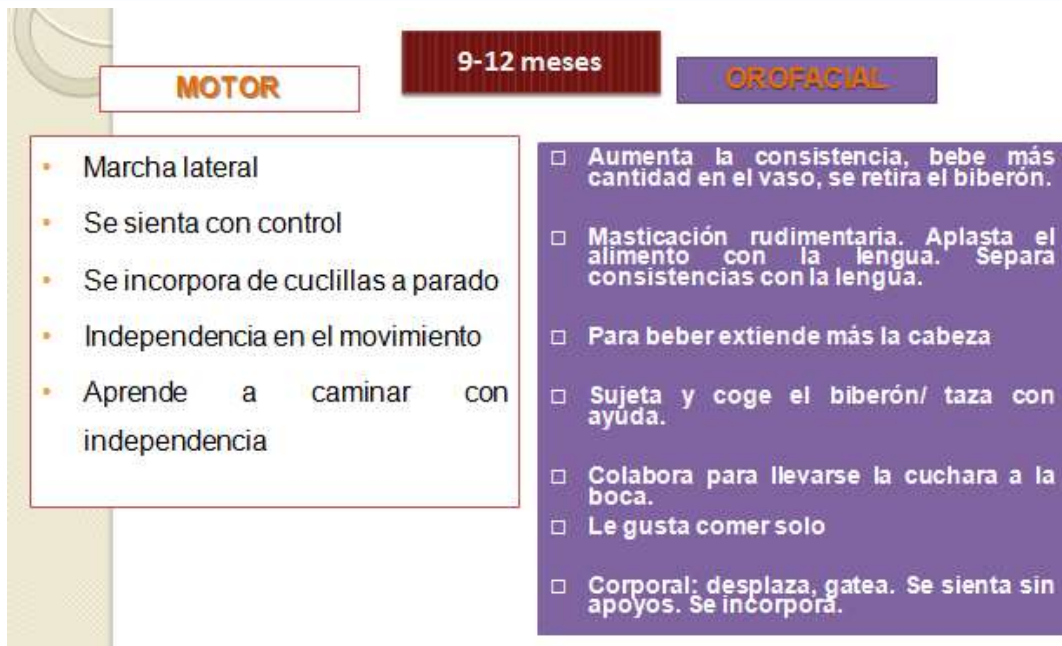 9-12 meses
MOTOR
OROFACIAL
• Marcha lateral
• Se sienta con control
• Se incorpora de cuclillas a parado
• Independencia en el movimiento
• Aprende a caminar con
independencia
□ Aumenta la consistencia, bebe más
cantidad en el vaso, se retira el biberón.
□ Masticación rudimentaria. Aplasta el
alimento con la lengua. Separa
consistencias con la lengua.
□ Para beber extiende más la cabeza
□ Sujeta y coge el biberón/ taza con
ayuda.
□ Colabora para llevarse la cuchara a la
boca.
□ Le gusta comer solo
□ Corporal: desplaza, gatea. Se sienta sin
apoyos. Se incorpora.